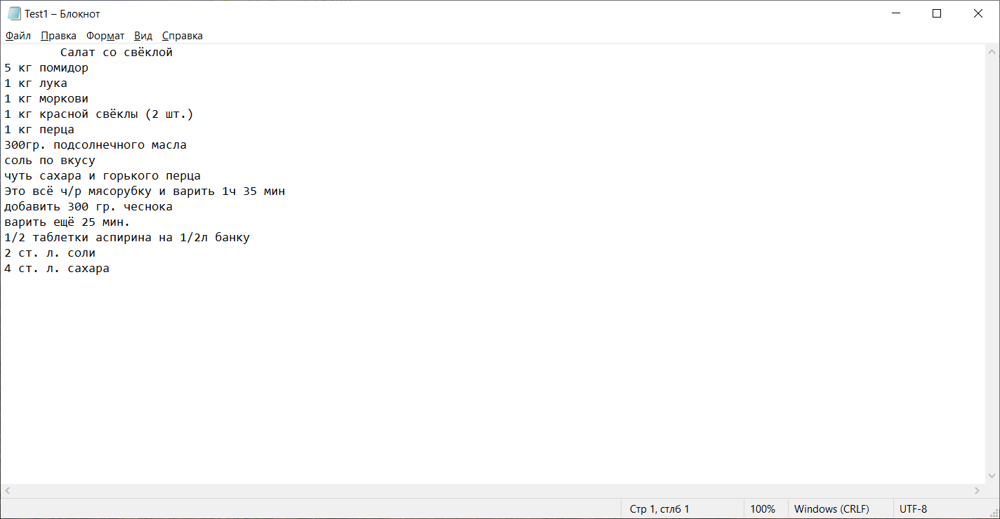 Test1 – Блокнот
Файл Правка Формат Вид Справка
Салат со свёклой
5 кг помидор
1 кг лука
1 кг моркови
1 кг красной свёклы (2 шт.)
1 кг перца
300гр. подсолнечного масла
соль по вкусу
чуть сахара и горького перца
Это всё ч/р мясорубку и варить 1ч 35 мин
добавить 300 гр. чеснока
варить ещё 25 мин.
1/2 таблетки аспирина на 1/2л банку
2 ст. л. соли
4 ст. л. сахара
Стр 1, стлб 1 100% Windows (CRLF) UTF-8